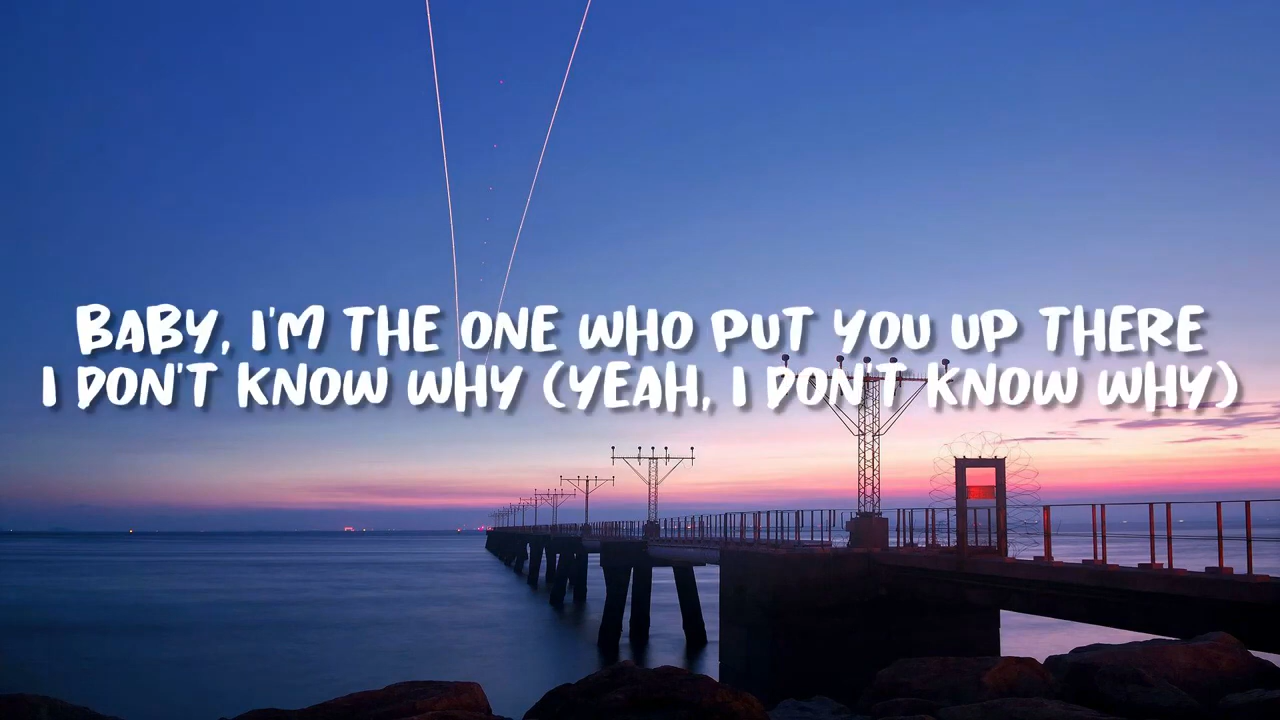 BABY, I'M THE ONE WHO PUT YOU UP THERE
I DON'T KNOW WHY (YEAH, I DON'T KNOW WHY)